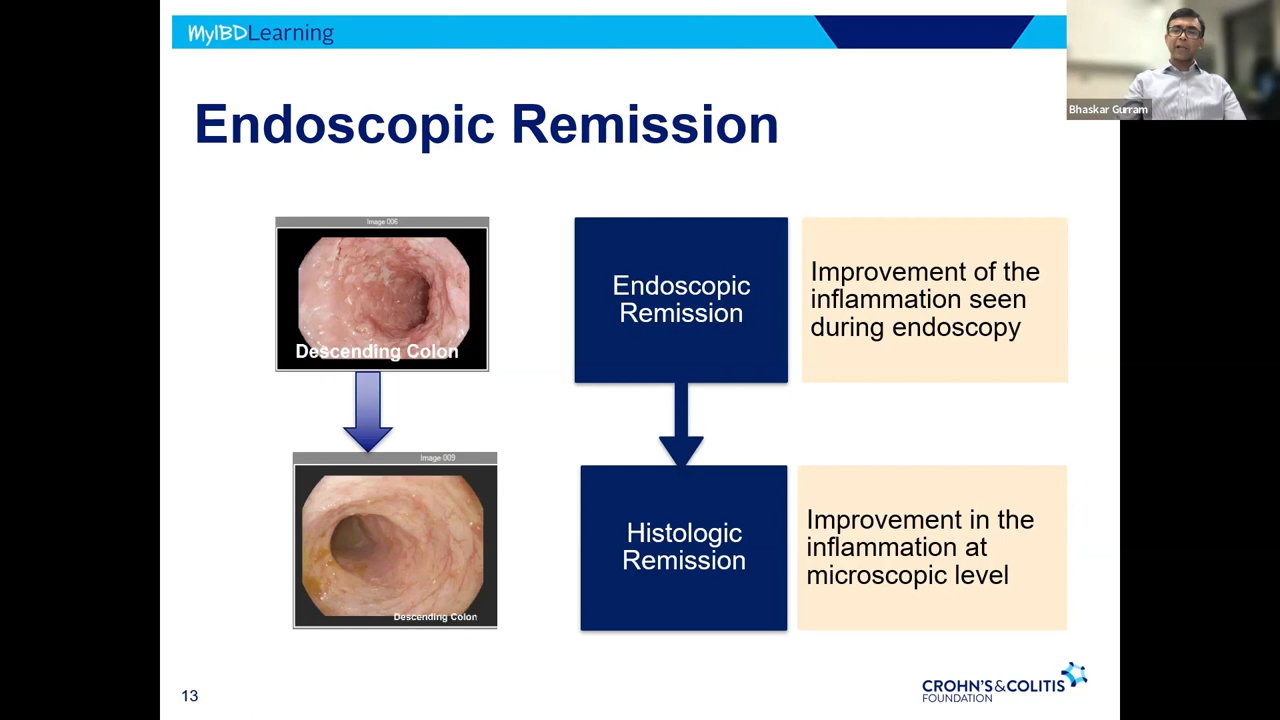 MyIBDLearning
Bhaskar Gurram
Endoscopic Remission
Image 006
Descending Colon
Image 009
Descending Colon
Endoscopic
Remission
Improvement of the
inflammation seen
during endoscopy
Histologic
Remission
Improvement in the
inflammation at
microscopic level
13
CROHN'S&COLITIS
FOUNDATION